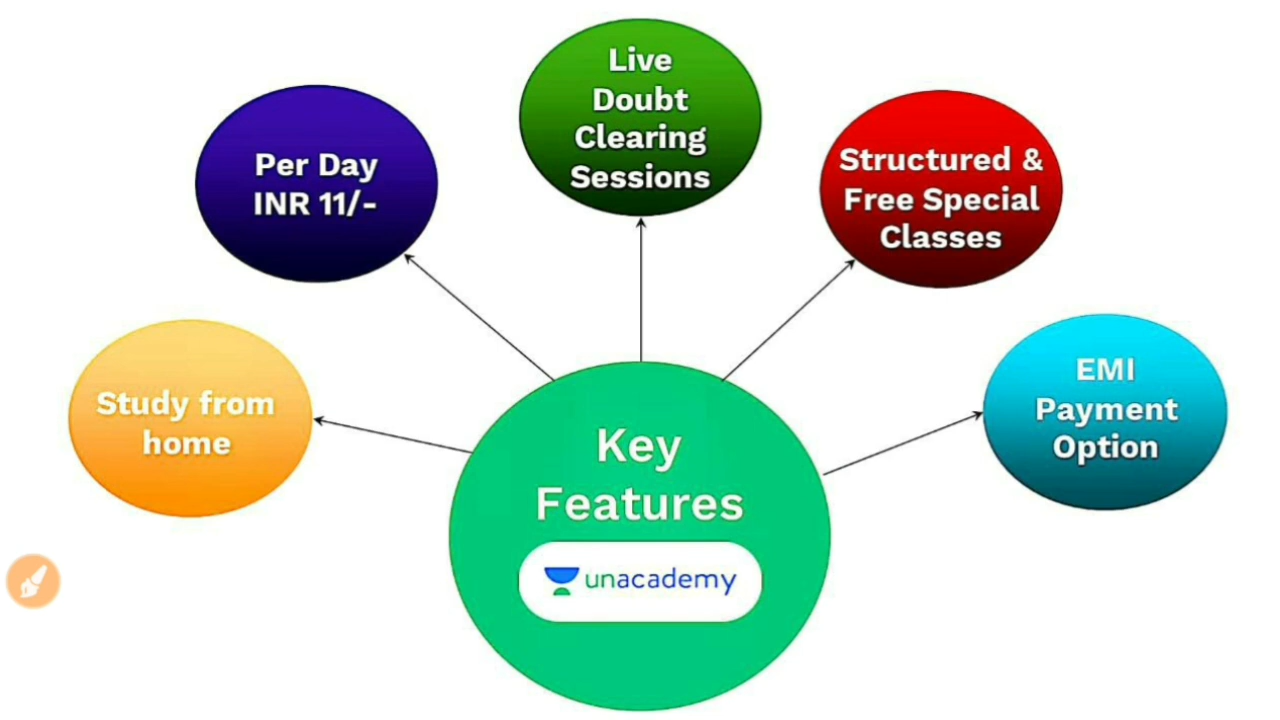 Live
Doubt
Clearing
Sessions
Per Day
INR 11/-
Structured &
Free Special
Classes
Study from
home
EMI
Payment
Option
Key
Features
unacademy